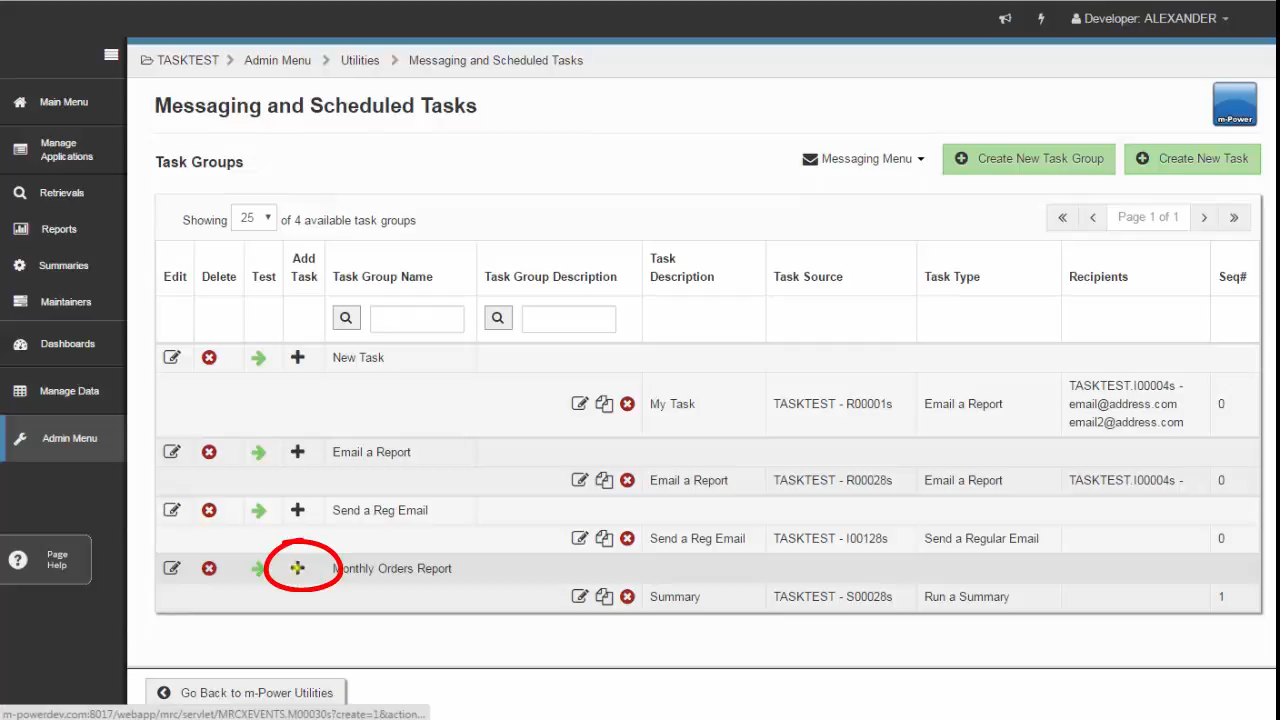 Developer: ALEXANDER
TASKTEST
Admin Menu
Utilities
Messaging and Scheduled Tasks
Main Menu
Manage
Applications
Retrievals
Reports
Summaries
Maintainers
Dashboards
Manage Data
Admin Menu
Page
Help
Messaging and Scheduled Tasks
m-Power
Task Groups
Messaging Menu
Create New Task Group
Create New Task
Showing 25 of 4 available task groups
Page 1 of 1
Edit
Delete
Test
Add
Task
Task Group Name
Task Group Description
Task
Description
Task Source
Task Type
Recipients
Seq#
New Task
My Task
TASKTEST - R00001s
Email a Report
TASKTEST.I00004s -
email@address.com
email2@address.com
0
Email a Report
Email a Report
TASKTEST - R00028s
Email a Report
TASKTEST.I00004s -
0
Send a Reg Email
Send a Reg Email
TASKTEST - I00128s
Send a Regular Email
0
Monthly Orders Report
Summary
TASKTEST - S00028s
Run a Summary
1
Go Back to m-Power Utilities
m-powerdev.com:8017/webapp/mrc/servlet/MRCXEVENTS.M00030s?create=1&action...